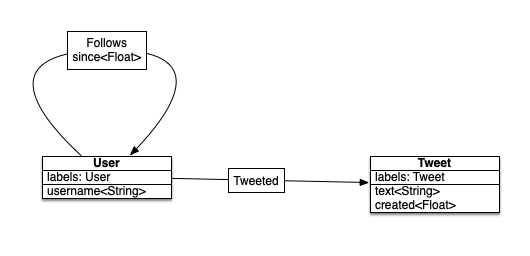 Follows
since<Float>
User
labels: User
username<String>
Tweeted
Tweet
labels: Tweet
text<String>
created<Float>